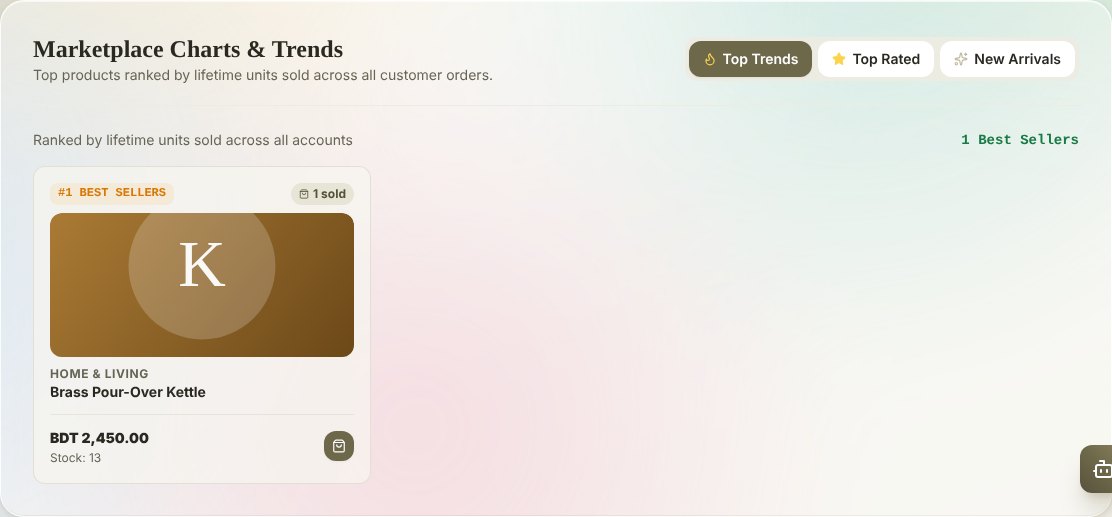 Marketplace Charts & Trends
Top products ranked by lifetime units sold across all customer orders.
Top Trends
Top Rated
New Arrivals
Ranked by lifetime units sold across all accounts
1 Best Sellers
#1 BEST SELLERS
1 sold
K
HOME & LIVING
Brass Pour-Over Kettle
BDT 2,450.00
Stock: 13